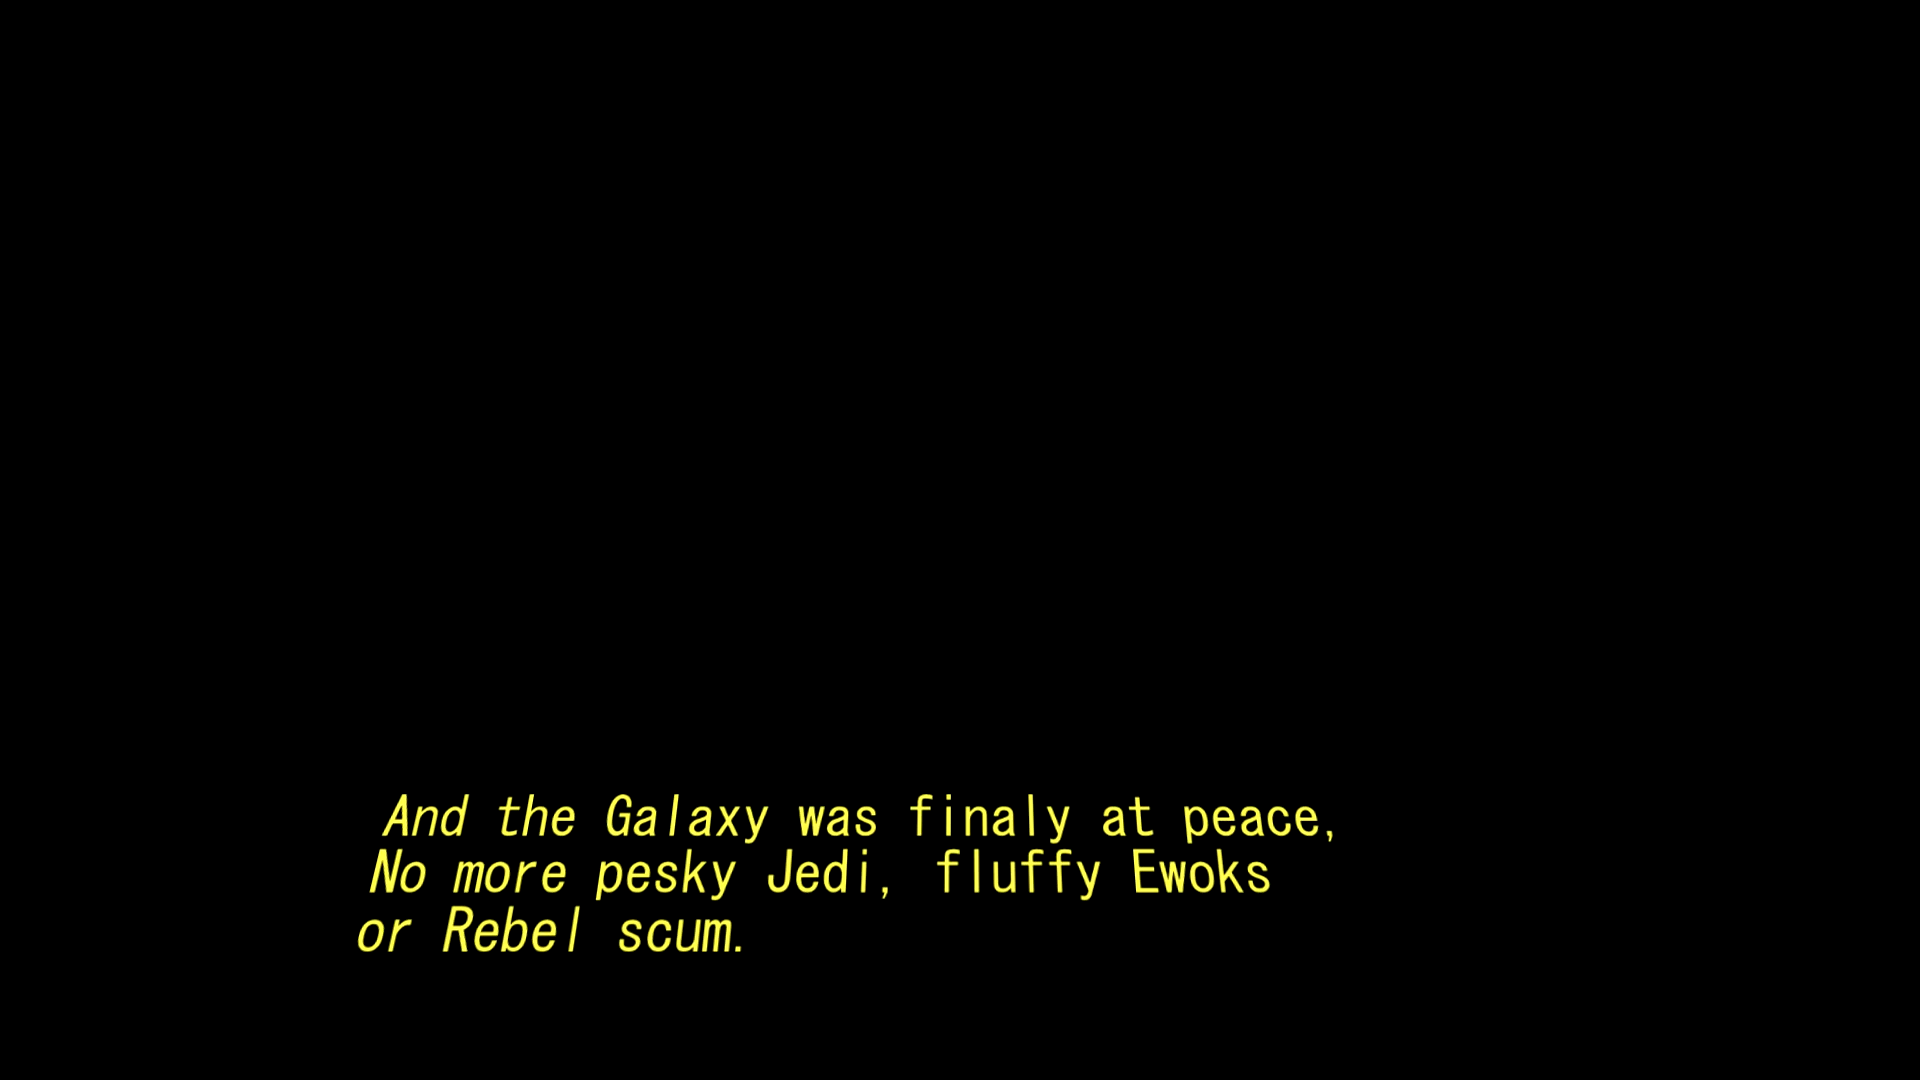 And the Galaxy was finaly at peace,
No more pesky Jedi, fluffy Ewoks
or Rebel scum.